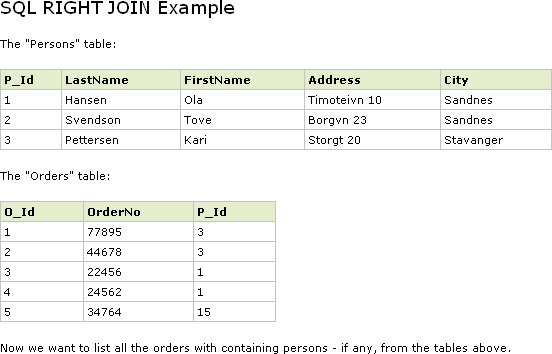 SQL RIGHT JOIN Example
The "Persons" table:
P_Id LastName FirstName Address City
1 Hansen Ola Timoteivn 10 Sandnes
2 Svendson Tove Borgvn 23 Sandnes
3 Pettersen Kari Storgt 20 Stavanger
The "Orders" table:
O_Id OrderNo P_Id
1 77895 3
2 44678 3
3 22456 1
4 24562 1
5 34764 15
Now we want to list all the orders with containing persons - if any, from the tables above.